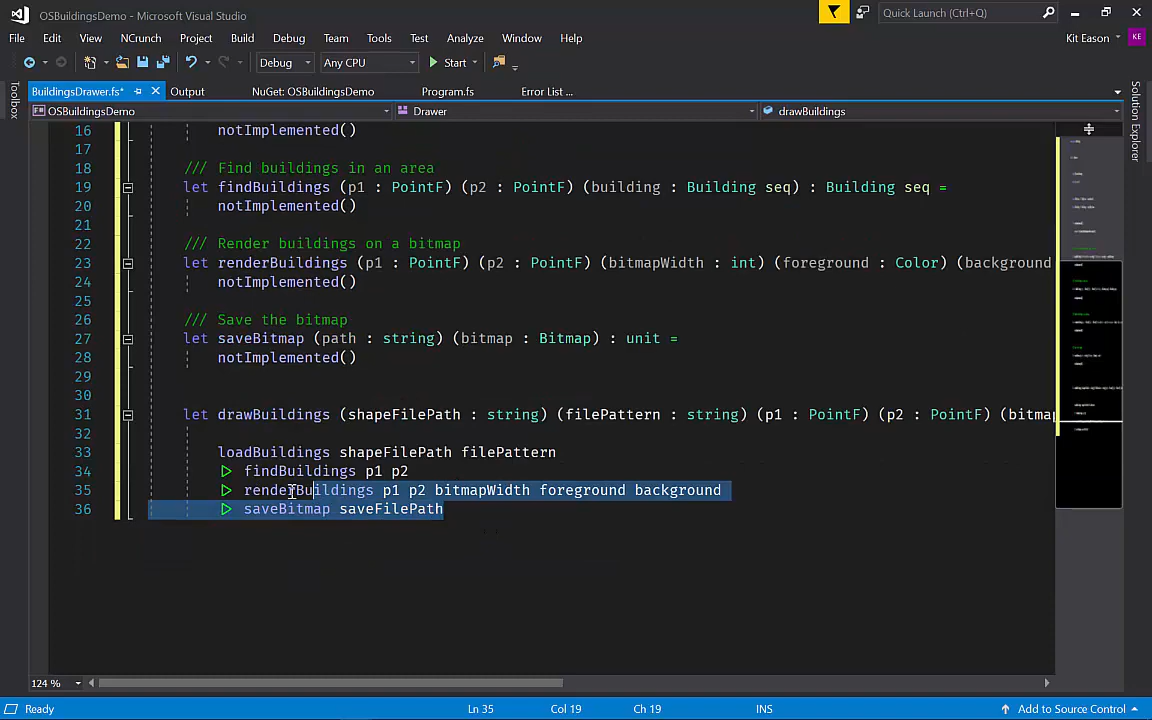 OSBuildingsDemo - Microsoft Visual Studio
Quick Launch (Ctrl+Q)
File Edit View NCrunch Project Build Debug Team Tools Test Analyze Window Help
Kit Eason KE
Debug Any CPU Start
BuildingsDrawer.fs* Output NuGet: OSBuildingsDemo Program.fs Error List ...
OSBuildingsDemo Drawer drawBuildings
Toolbox
Solution Explorer
16 notImplemented()
17
18 /// Find buildings in an area
19 let findBuildings (p1 : PointF) (p2 : PointF) (building : Building seq) : Building seq =
20 notImplemented()
21
22 /// Render buildings on a bitmap
23 let renderBuildings (p1 : PointF) (p2 : PointF) (bitmapWidth : int) (foreground : Color) (background
24 notImplemented()
25
26 /// Save the bitmap
27 let saveBitmap (path : string) (bitmap : Bitmap) : unit =
28 notImplemented()
29
30
31 let drawBuildings (shapeFilePath : string) (filePattern : string) (p1 : PointF) (p2 : PointF) (bitmap
32
33 loadBuildings shapeFilePath filePattern
34 ▷ findBuildings p1 p2
35 ▷ renderBuildings p1 p2 bitmapWidth foreground background
36 ▷ saveBitmap saveFilePath
124 %
Ready Ln 35 Col 19 Ch 19 INS Add to Source Control